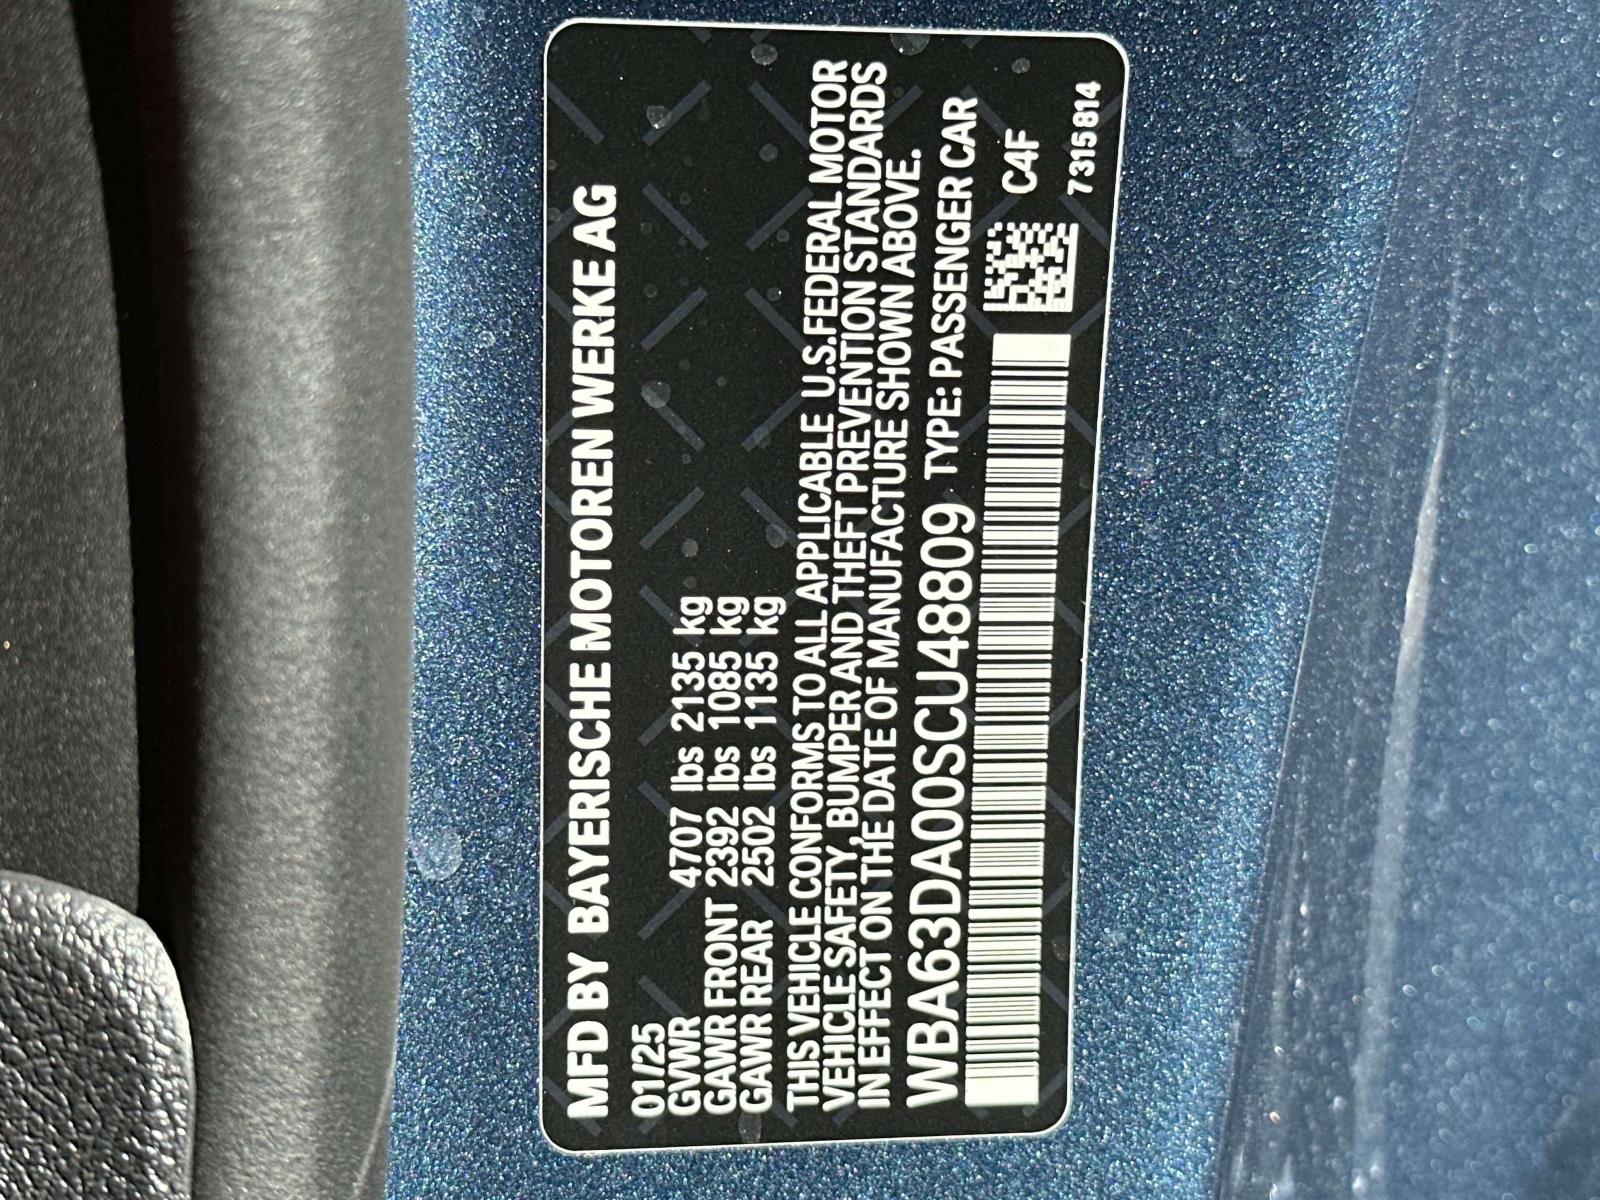 MFD BY BAYERISCHE MOTOREN WERKE AG
01/25
GVWR 4707 lbs 2135 kg
GAWR FRONT 2392 lbs 1085 kg
GAWR REAR 2502 lbs 1135 kg
THIS VEHICLE CONFORMS TO ALL APPLICABLE U.S.FEDERAL MOTOR
VEHICLE SAFETY, BUMPER AND THEFT PREVENTION STANDARDS
IN EFFECT ON THE DATE OF MANUFACTURE SHOWN ABOVE.
WBA63DA00SCU48809 TYPE: PASSENGER CAR
C4F
7315814